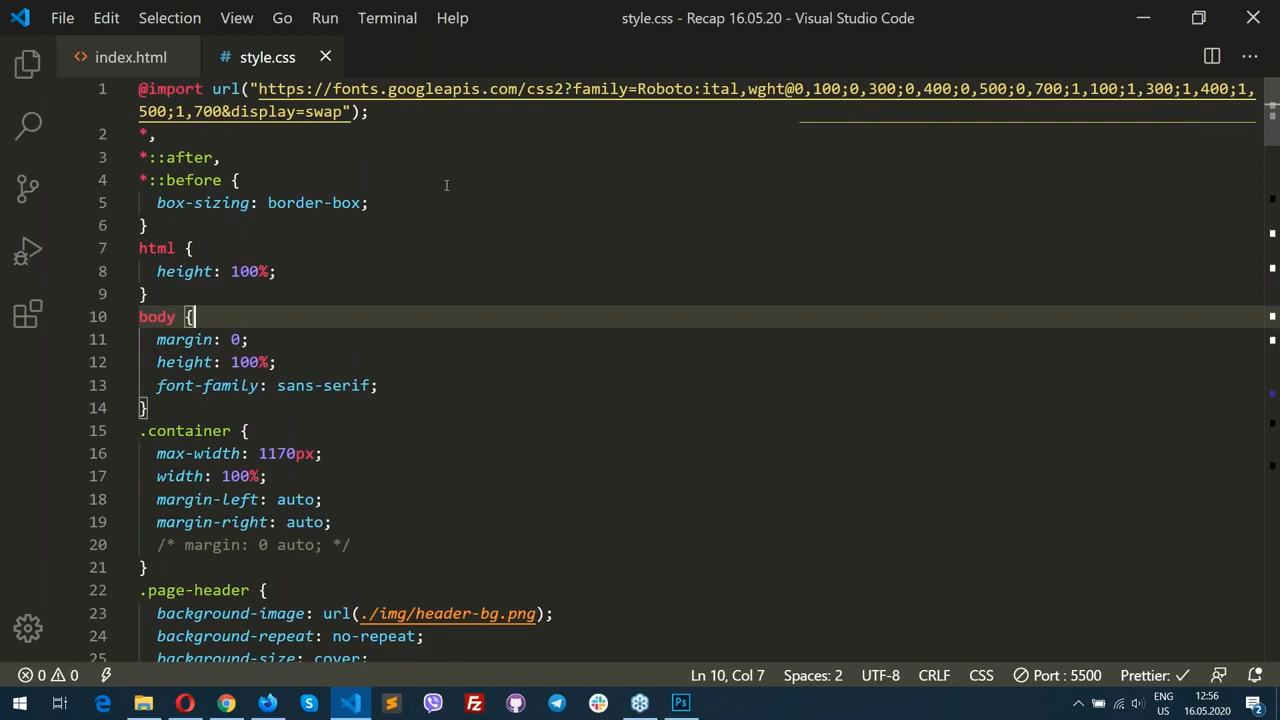 File Edit Selection View Go Run Terminal Help style.css - Recap 16.05.20 - Visual Studio Code
index.html # style.css
1 @import url("https://fonts.googleapis.com/css2?family=Roboto:ital,wght@0,100;0,300;0,400;0,500;0,700;1,100;1,300;1,400;1,
500;1,700&display=swap");
2 *,
3 *::after,
4 *::before {
5 box-sizing: border-box;
6 }
7 html {
8 height: 100%;
9 }
10 body {
11 margin: 0;
12 height: 100%;
13 font-family: sans-serif;
14 }
15 .container {
16 max-width: 1170px;
17 width: 100%;
18 margin-left: auto;
19 margin-right: auto;
20 /* margin: 0 auto; */
21 }
22 .page-header {
23 background-image: url(./img/header-bg.png);
24 background-repeat: no-repeat;
25 background-size: cover;
0 0 Ln 10, Col 7 Spaces: 2 UTF-8 CRLF CSS Port : 5500 Prettier:
ENG 12:56
US 16.05.2020 2